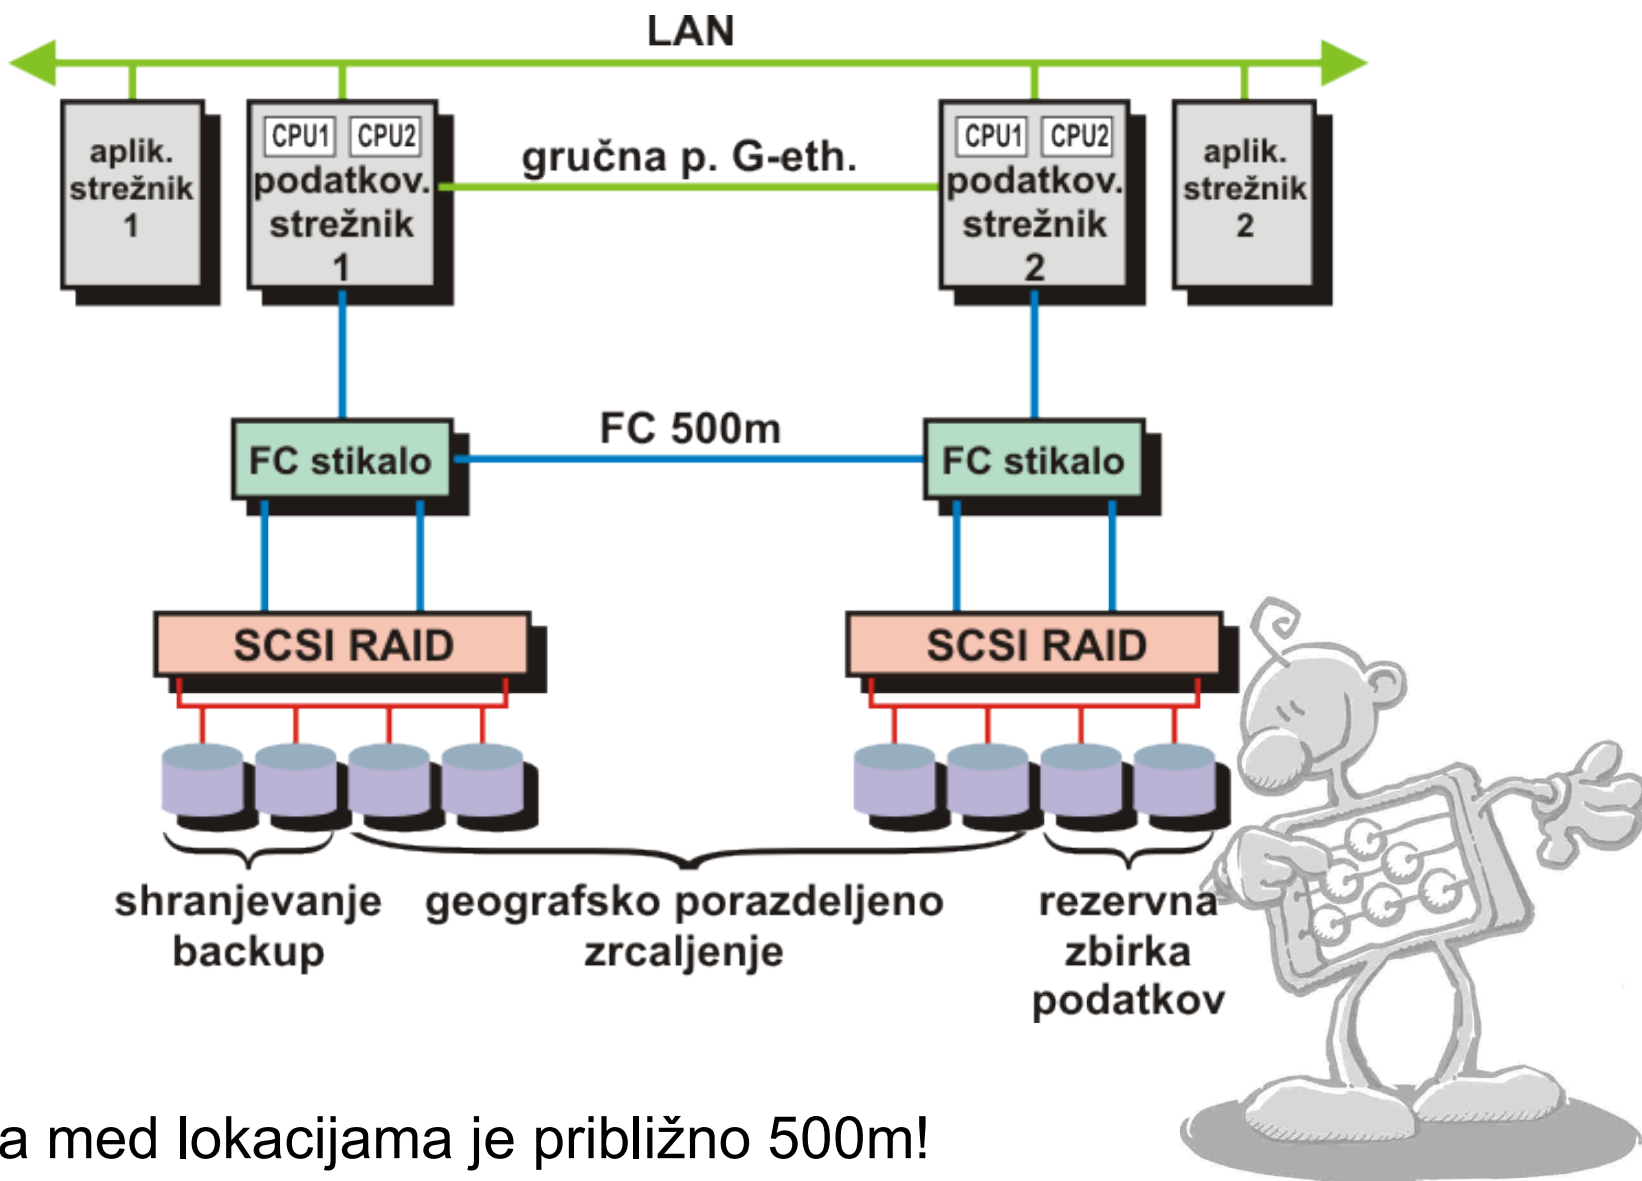 LAN
aplik.
strežnik
1
CPU1 CPU2
podatkov.
strežnik
1
gručna p. G-eth.
CPU1 CPU2
podatkov.
strežnik
2
aplik.
strežnik
2
FC stikalo
FC 500m
FC stikalo
SCSI RAID
SCSI RAID
shranjevanje
backup
geografsko porazdeljeno
zrcaljenje
rezervna
zbirka
podatkov
a med lokacijama je približno 500m!